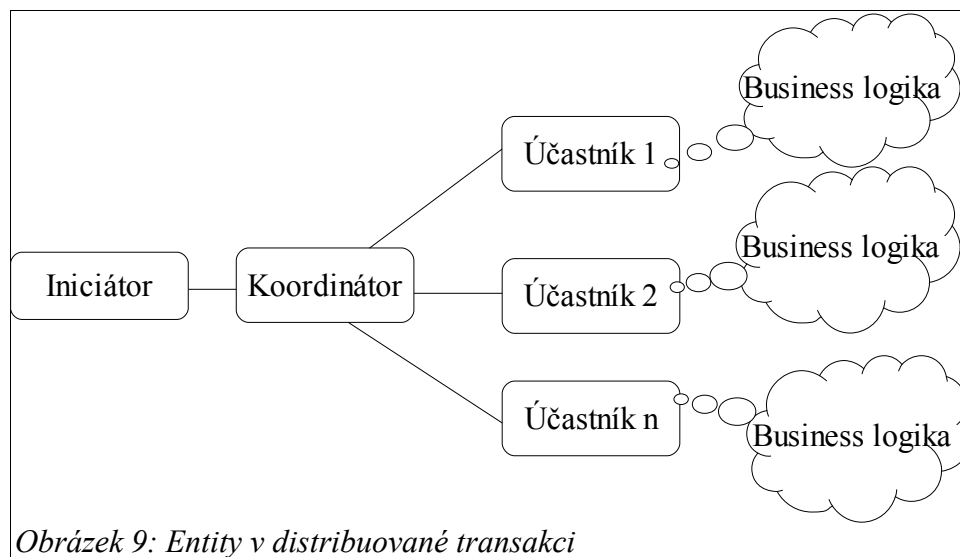 Business logika
Účastník 1
Business logika
Iniciátor
Koordinátor
Účastník 2
Účastník n
Business logika
Obrázek 9: Entity v distribuované transakci